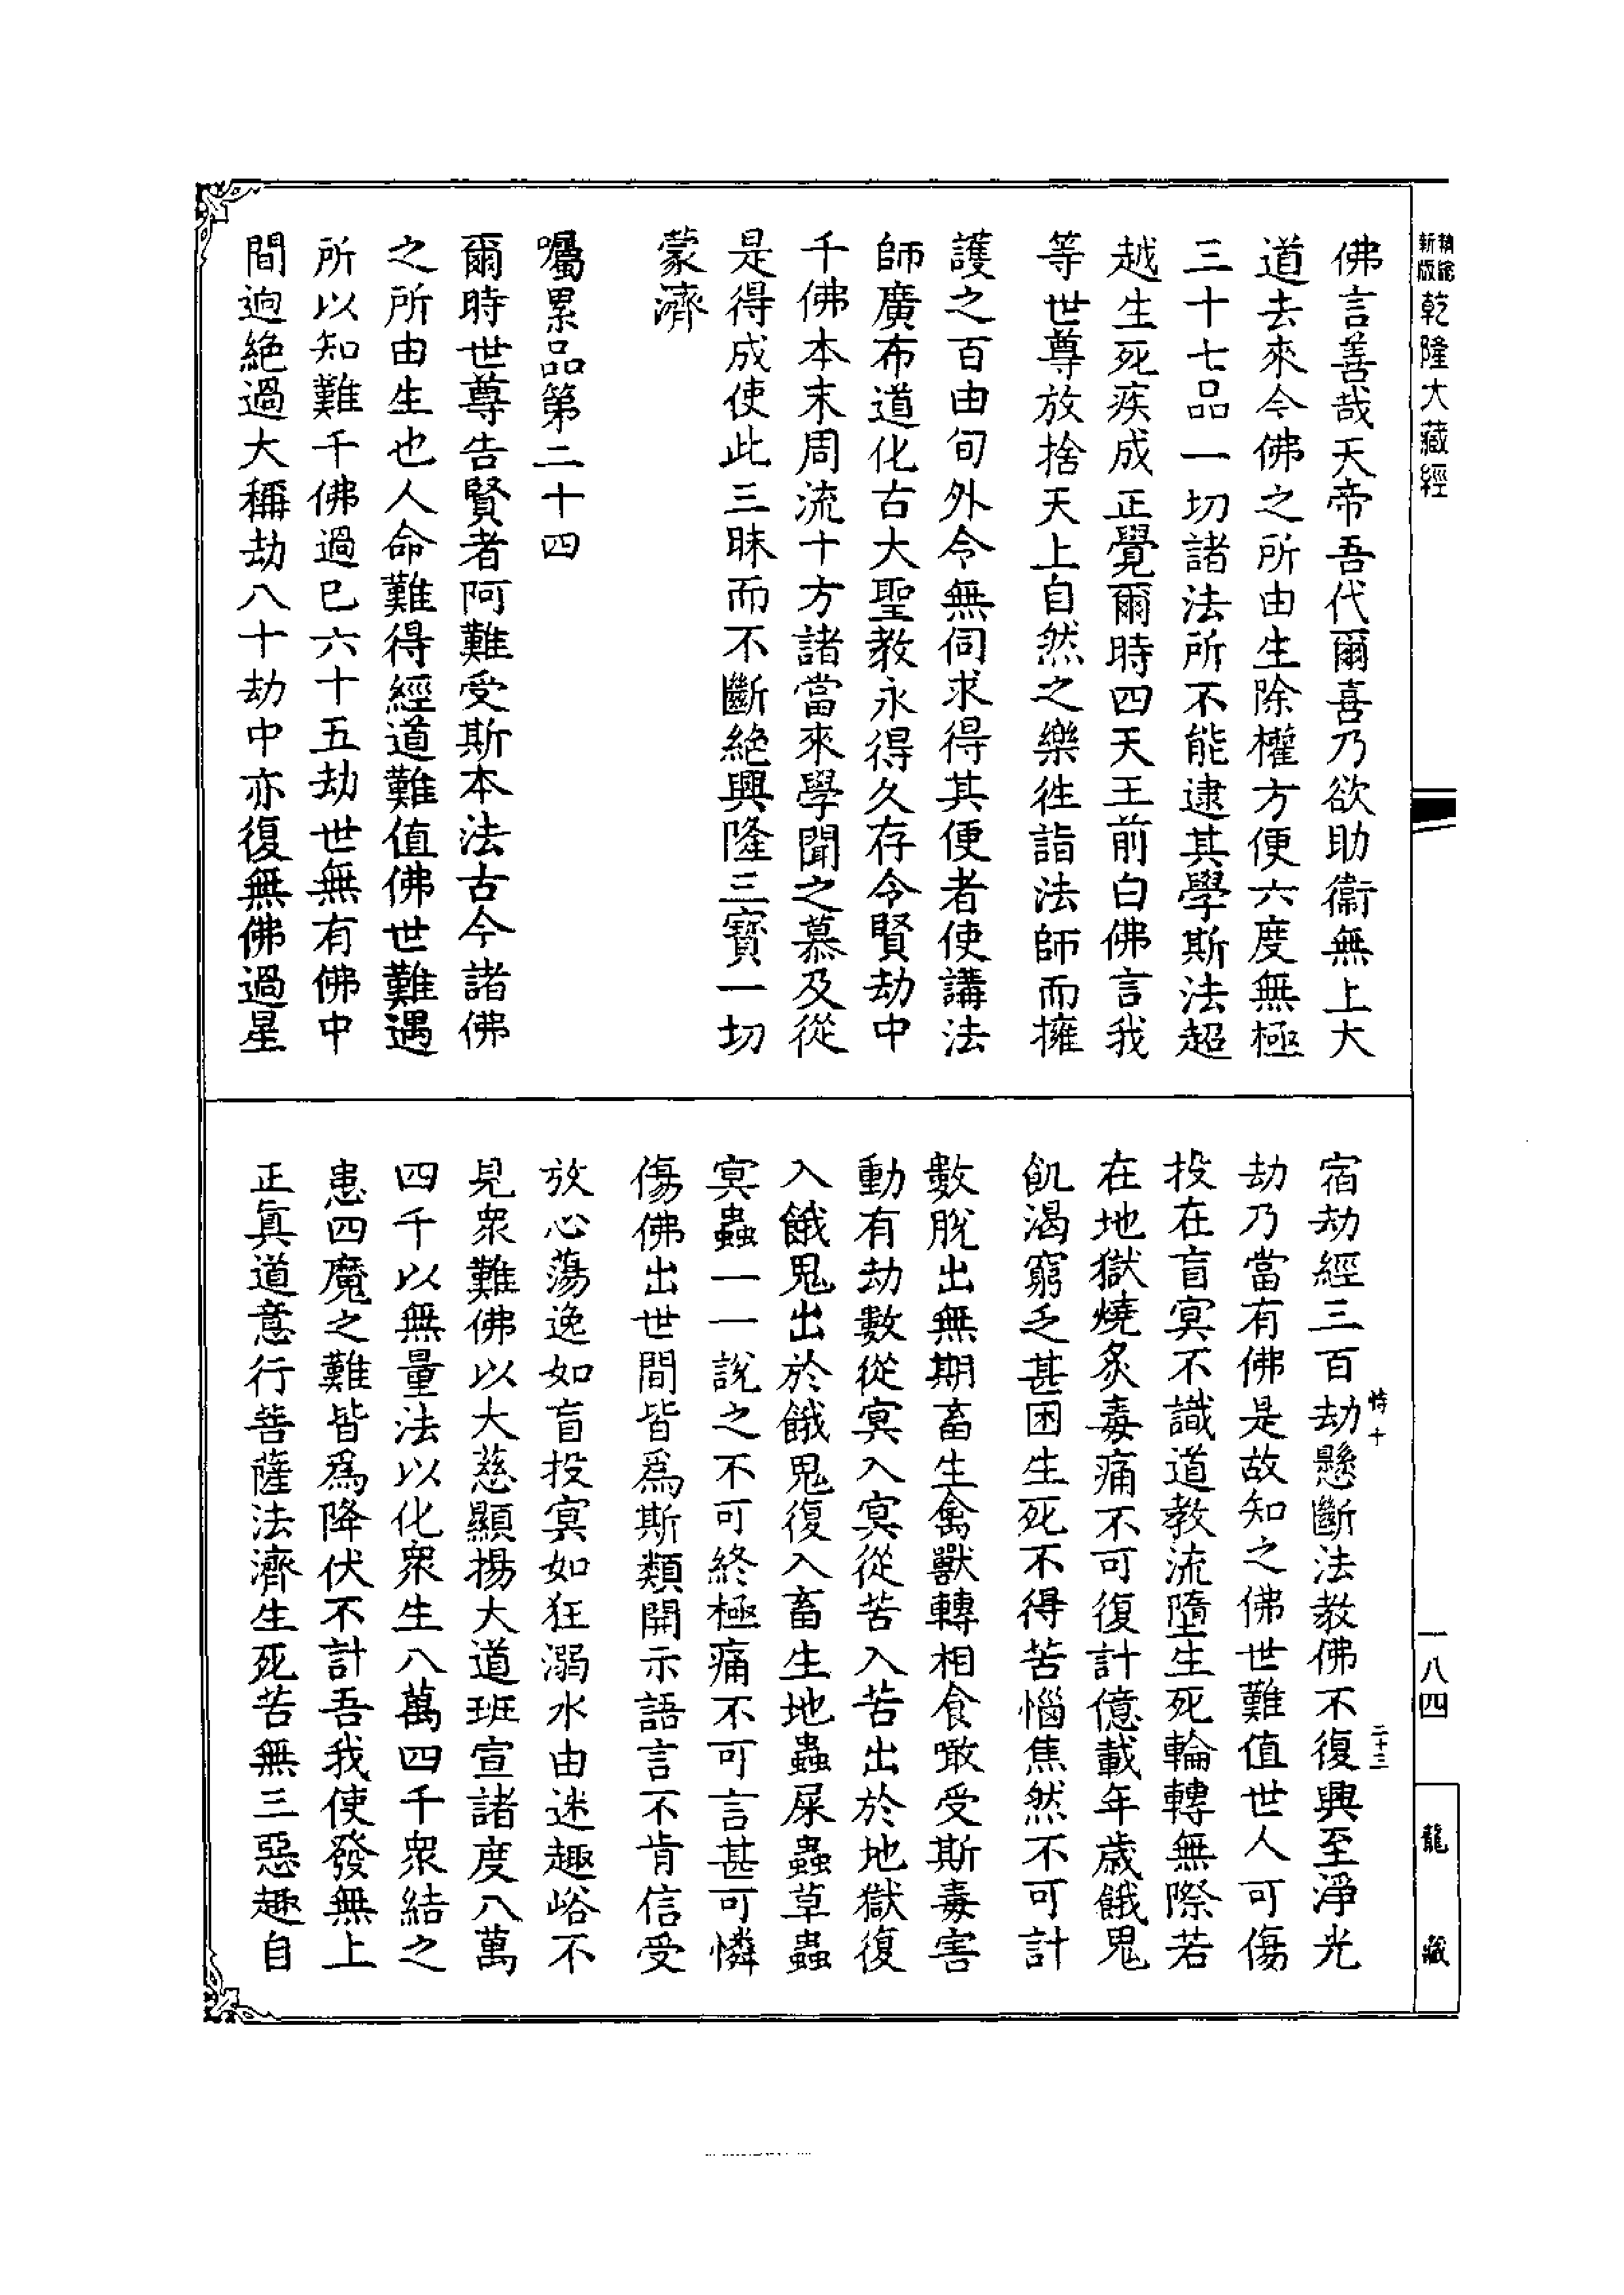 新版
精縮
乾隆大藏經
佛言善哉天帝吾代爾喜乃欲助衞無上大
道去來今佛之所由生除權方便六度無極
三十七品一切諸法所不能逮其學斯法超
越生死疾成正覺爾時四天王前白佛言我
等世尊放捨天上自然之樂徃詣法師而擁
護之百由旬外令無伺求得其便者使講法
師廣布道化古大聖教永得久存令賢劫中
千佛本末周流十方諸當來學聞之慕及從
是得成使此三昧而不斷絶興隆三寳一切
蒙濟
囑累品第二十四
爾時世尊告賢者阿難受斯本法古今諸佛
之所由生也人命難得經道難值佛世難遇
所以知難千佛過已六十五劫世無有佛中
間逈絶過大稱劫八十劫中亦復無佛過星
宿劫經三百劫懸斷法教佛不復興至淨光
劫乃當有佛是故知之佛世難值世人可傷
投在盲冥不識道教流墮生死輪轉無際若
在地獄燒炙毒痛不可復計億載年歲餓鬼
飢渴窮乏甚困生死不得苦惱焦然不可計
數脫出無期畜生禽獸轉相食噉受斯毒害
動有劫數從冥入冥從苦入苦出於地獄復
入餓鬼出於餓鬼復入畜生地蟲屎蟲草蟲
冥蟲一一說之不可終極痛不可言甚可憐
傷佛出世間皆爲斯類開示語言不肯信受
放心蕩逸如盲投冥如狂溺水由迷趣峪不
見衆難佛以大慈顯揚大道班宣諸度八萬
四千以無量法以化衆生八萬四千衆結之
患四魔之難皆爲降伏不計吾我使發無上
正眞道意行菩薩法濟生死苦無三惡趣自
恃十
二十三
一八四
龍藏